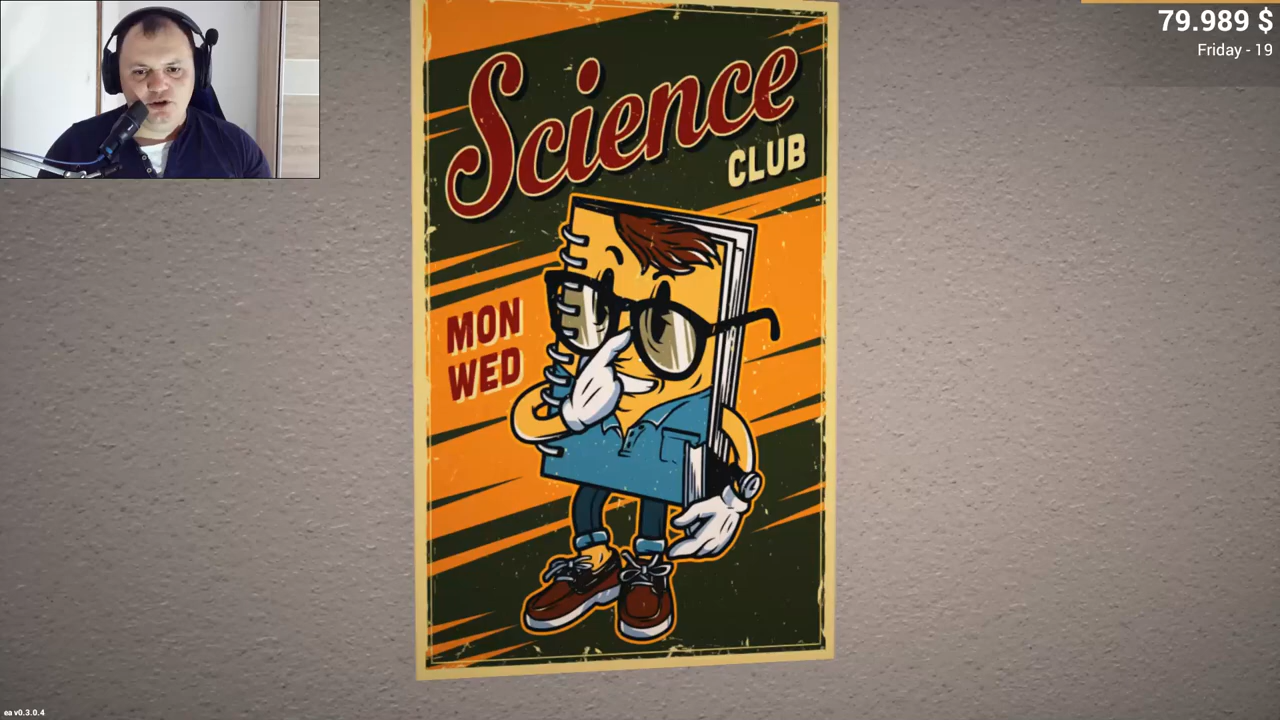 79.989 $
Friday - 19
Science
CLUB
MON
WED
ea v0.3.0.4